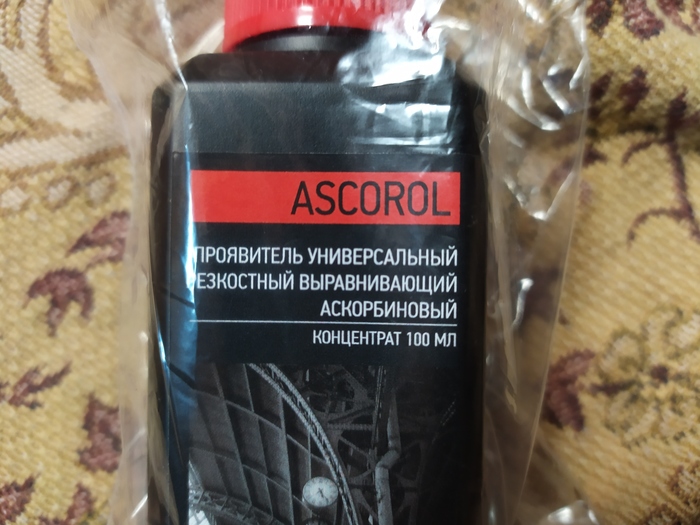 ASCOROL
ПРОЯВИТЕЛЬ УНИВЕРСАЛЬНЫЙ
ЕЗКОСТНЫЙ ВЫРАВНИВАЮЩИЙ
АСКОРБИНОВЫЙ
КОНЦЕНТРАТ 100 МЛ